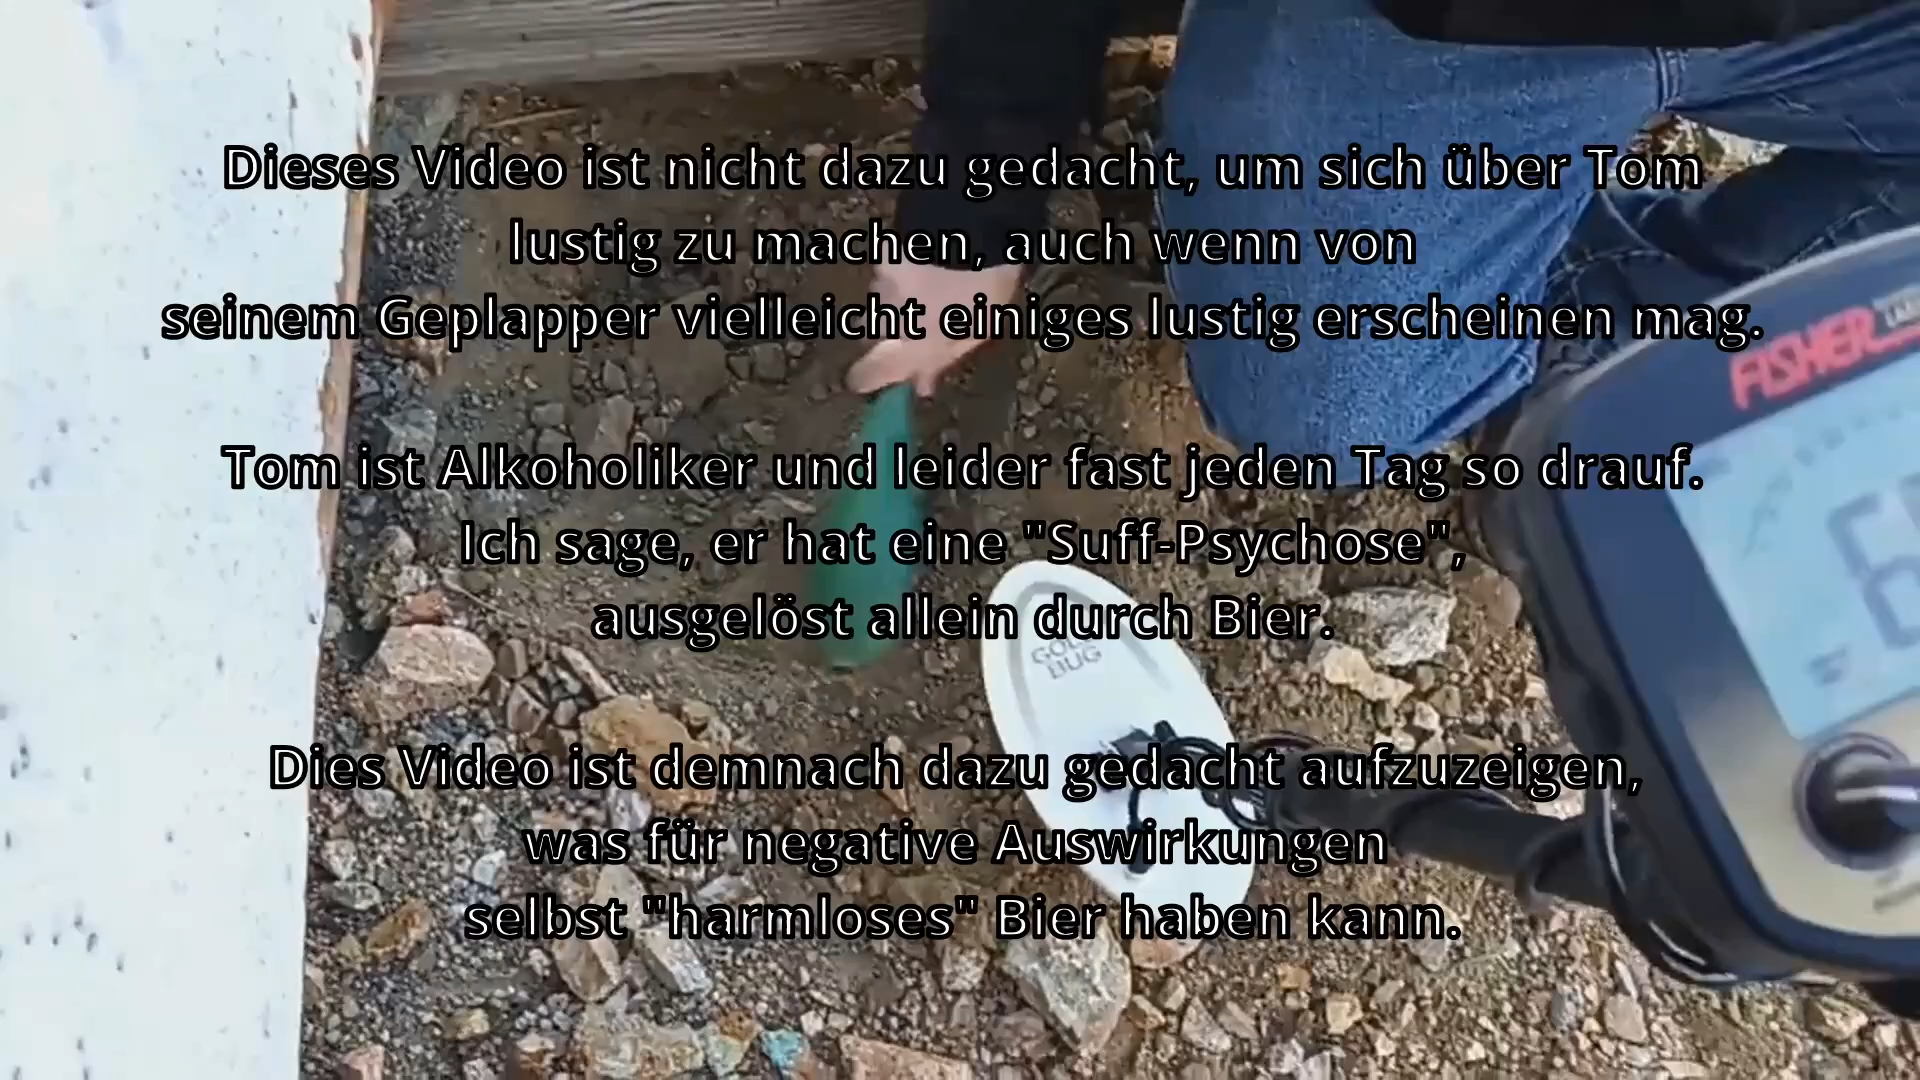 Dieses Video ist nicht dazu gedacht, um sich über Tom
lustig zu machen, auch wenn von
seinem Geplapper vielleicht einiges lustig erscheinen mag.
Tom ist Alkoholiker und leider fast jeden Tag so drauf.
Ich sage, er hat eine "Suff-Psychose",
ausgelöst allein durch Bier.
Dies Video ist demnach dazu gedacht aufzuzeigen,
was für negative Auswirkungen
selbst "harmloses" Bier haben kann.
FISHER
GOLD
BUG